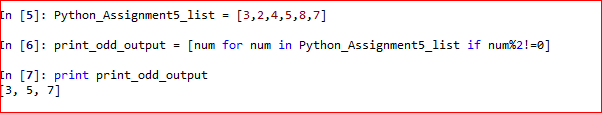 In [5]: Python_Assignment5_list = [3,2,4,5,8,7]
In [6]: print_odd_output = [num for num in Python_Assignment5_list if num%2!=0]
In [7]: print print_odd_output
[3, 5, 7]